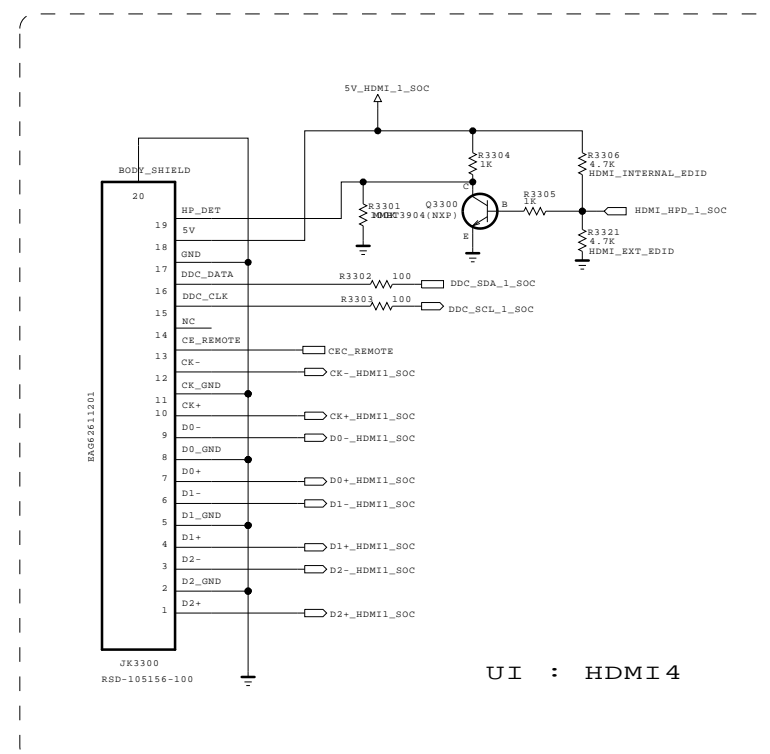 5V_HDMI_1_SOC
BODY_SHIELD
20
R3304
1K
R3306
4.7K
HDMI_INTERNAL_EDID
HP_DET
19
R3301
C
Q3300
MMBT3904(NXP)
B
R3305
1K
HDMI_HPD_1_SOC
5V
18
E
R3321
4.7K
HDMI_EXT_EDID
GND
17
DDC_DATA
16
R3302 100
DDC_SDA_1_SOC
DDC_CLK
15
R3303 100
DDC_SCL_1_SOC
NC
14
CE_REMOTE
13
CEC_REMOTE
CK-
12
CK-_HDMI1_SOC
CK_GND
11
CK+
10
CK+_HDMI1_SOC
D0-
9
D0-_HDMI1_SOC
D0_GND
8
D0+
7
D0+_HDMI1_SOC
D1-
6
D1-_HDMI1_SOC
D1_GND
5
D1+
4
D1+_HDMI1_SOC
D2-
3
D2-_HDMI1_SOC
D2_GND
2
D2+
1
D2+_HDMI1_SOC
EAG62611201
JK3300
RSD-105156-100
UI : HDMI4